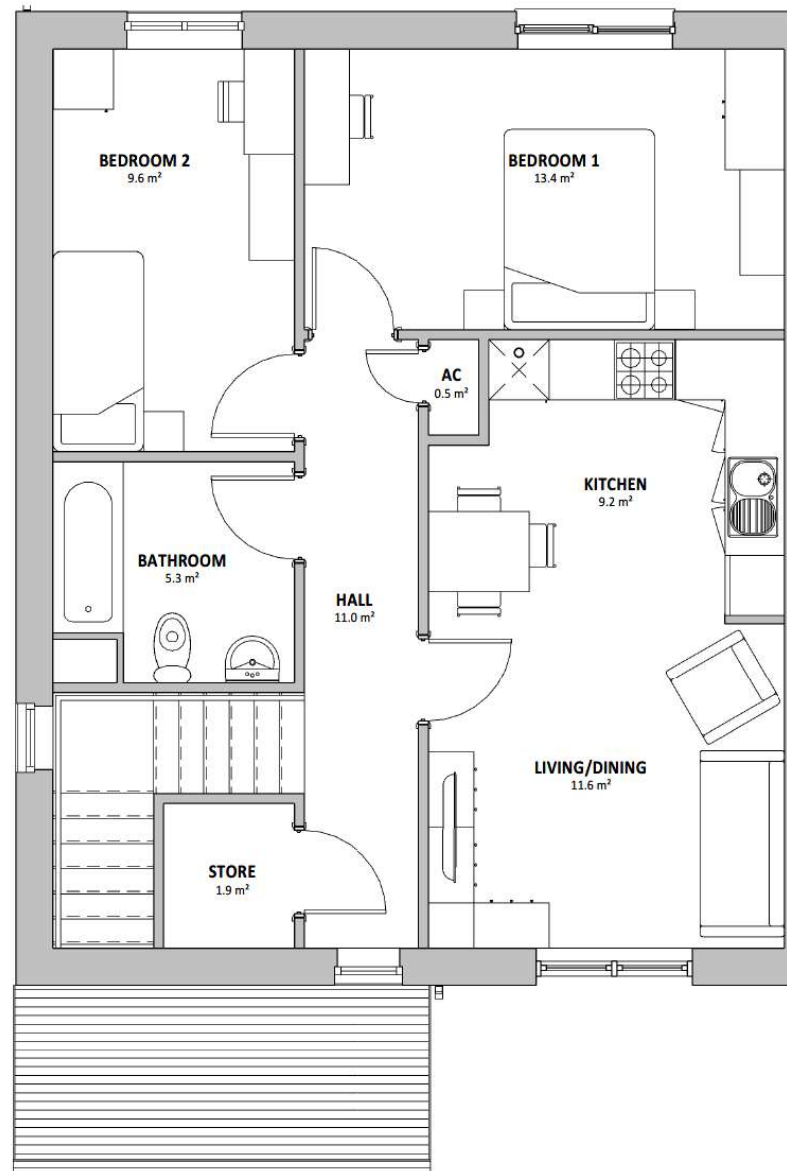 BEDROOM 2
9.6 m²
BEDROOM 1
13.4 m²
AC
0.5 m²
KITCHEN
9.2 m²
BATHROOM
5.3 m²
HALL
11.0 m²
LIVING/DINING
11.6 m²
STORE
1.9 m²